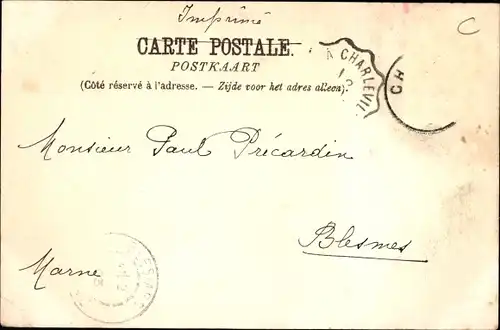 Imprimé
C
CARTE POSTALE.
POSTKAART
(Côté réservé à l'adresse. — Zijde voor het adres alleen).
A CHARLEVIL
CH
Monsieur Paul Précardin
Blesmes
Marne